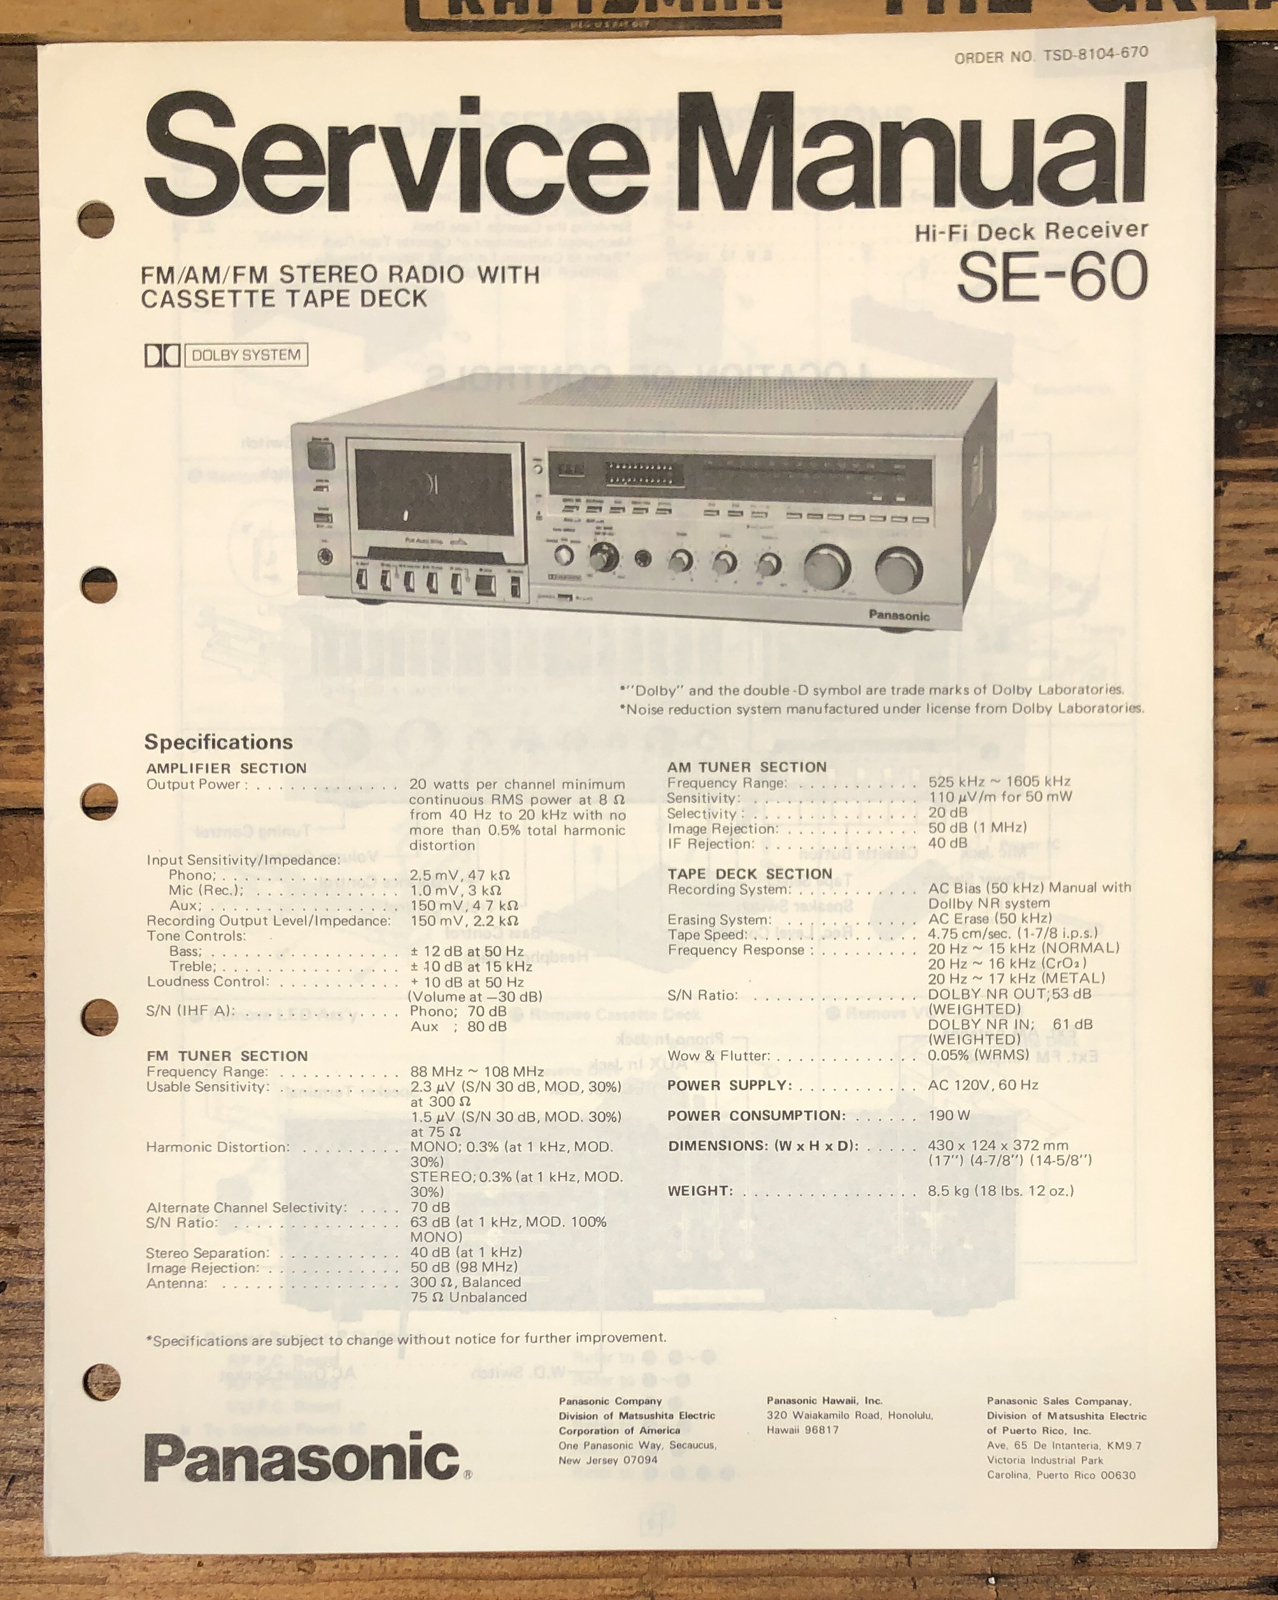 ORDER NO. TSD-8104-670
Service Manual
Hi-Fi Deck Receiver
SE-60
FM/AM/FM STEREO RADIO WITH
CASSETTE TAPE DECK
DOLBY SYSTEM
Panasonic
*"Dolby" and the double-D symbol are trade marks of Dolby Laboratories.
*Noise reduction system manufactured under license from Dolby Laboratories.
Specifications
AMPLIFIER SECTION
Output Power: . . . . . . . . . . . . . 20 watts per channel minimum
continuous RMS power at 8 Ω
from 40 Hz to 20 kHz with no
more than 0.5% total harmonic
distortion
Input Sensitivity/Impedance:
Phono; . . . . . . . . . . . . . . . . 2.5 mV, 47 kΩ
Mic (Rec.); . . . . . . . . . . . . . 1.0 mV, 3 kΩ
Aux; . . . . . . . . . . . . . . . . . 150 mV, 47 kΩ
Recording Output Level/Impedance: 150 mV, 2.2 kΩ
Tone Controls:
Bass; . . . . . . . . . . . . . . . . . ± 12 dB at 50 Hz
Treble; . . . . . . . . . . . . . . . . ± 10 dB at 15 kHz
Loudness Control: . . . . . . . . . . . + 10 dB at 50 Hz
(Volume at −30 dB)
S/N (IHF A): . . . . . . . . . . . . . . Phono; 70 dB
Aux ; 80 dB
FM TUNER SECTION
Frequency Range: . . . . . . . . . . . . 88 MHz ~ 108 MHz
Usable Sensitivity: . . . . . . . . . . . 2.3 μV (S/N 30 dB, MOD, 30%)
at 300 Ω
1.5 μV (S/N 30 dB, MOD. 30%)
at 75 Ω
Harmonic Distortion: . . . . . . . . . . MONO; 0.3% (at 1 kHz, MOD.
30%)
STEREO; 0.3% (at 1 kHz, MOD.
30%)
Alternate Channel Selectivity: . . . . 70 dB
S/N Ratio: . . . . . . . . . . . . . . . 63 dB (at 1 kHz, MOD. 100%
MONO)
Stereo Separation: . . . . . . . . . . . 40 dB (at 1 kHz)
Image Rejection: . . . . . . . . . . . . 50 dB (98 MHz)
Antenna: . . . . . . . . . . . . . . . . 300 Ω, Balanced
75 Ω Unbalanced
AM TUNER SECTION
Frequency Range: . . . . . . . . . . . 525 kHz ~ 1605 kHz
Sensitivity: . . . . . . . . . . . . . . . 110 μV/m for 50 mW
Selectivity: . . . . . . . . . . . . . . . 20 dB
Image Rejection: . . . . . . . . . . . . 50 dB (1 MHz)
IF Rejection: . . . . . . . . . . . . . . 40 dB
TAPE DECK SECTION
Recording System: . . . . . . . . . . . AC Bias (50 kHz) Manual with
Dollby NR system
Erasing System: . . . . . . . . . . . . AC Erase (50 kHz)
Tape Speed: . . . . . . . . . . . . . . 4.75 cm/sec. (1-7/8 i.p.s.)
Frequency Response: . . . . . . . . . 20 Hz ~ 15 kHz (NORMAL)
20 Hz ~ 16 kHz (CrO₂)
20 Hz ~ 17 kHz (METAL)
S/N Ratio: . . . . . . . . . . . . . . DOLBY NR OUT; 53 dB
(WEIGHTED)
DOLBY NR IN; 61 dB
(WEIGHTED)
Wow & Flutter: . . . . . . . . . . . . 0.05% (WRMS)
POWER SUPPLY: . . . . . . . . . . . AC 120V, 60 Hz
POWER CONSUMPTION: . . . . . . 190 W
DIMENSIONS: (W x H x D): . . . . . 430 x 124 x 372 mm
(17") (4-7/8") (14-5/8")
WEIGHT: . . . . . . . . . . . . . . . . 8.5 kg (18 lbs. 12 oz.)
*Specifications are subject to change without notice for further improvement.
Panasonic®
Panasonic Company
Division of Matsushita Electric
Corporation of America
One Panasonic Way, Secaucus,
New Jersey 07094
Panasonic Hawaii, Inc.
320 Waiakamilo Road, Honolulu,
Hawaii 96817
Panasonic Sales Companay,
Division of Matsushita Electric
of Puerto Rico, Inc.
Ave. 65 De Intanteria, KM9.7
Victoria Industrial Park
Carolina, Puerto Rico 00630